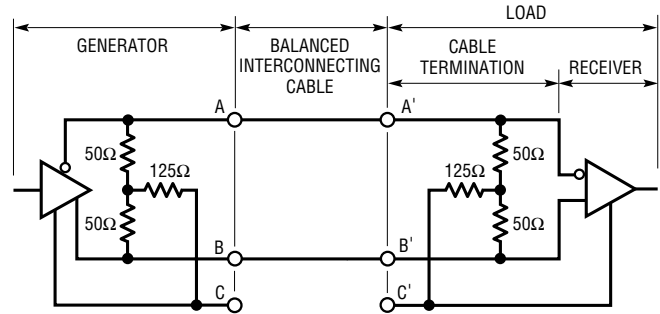 LOAD
GENERATOR
BALANCED
INTERCONNECTING
CABLE
CABLE
TERMINATION
RECEIVER
A
A'
50Ω
125Ω
50Ω
125Ω
50Ω
50Ω
B
B'
C
C'